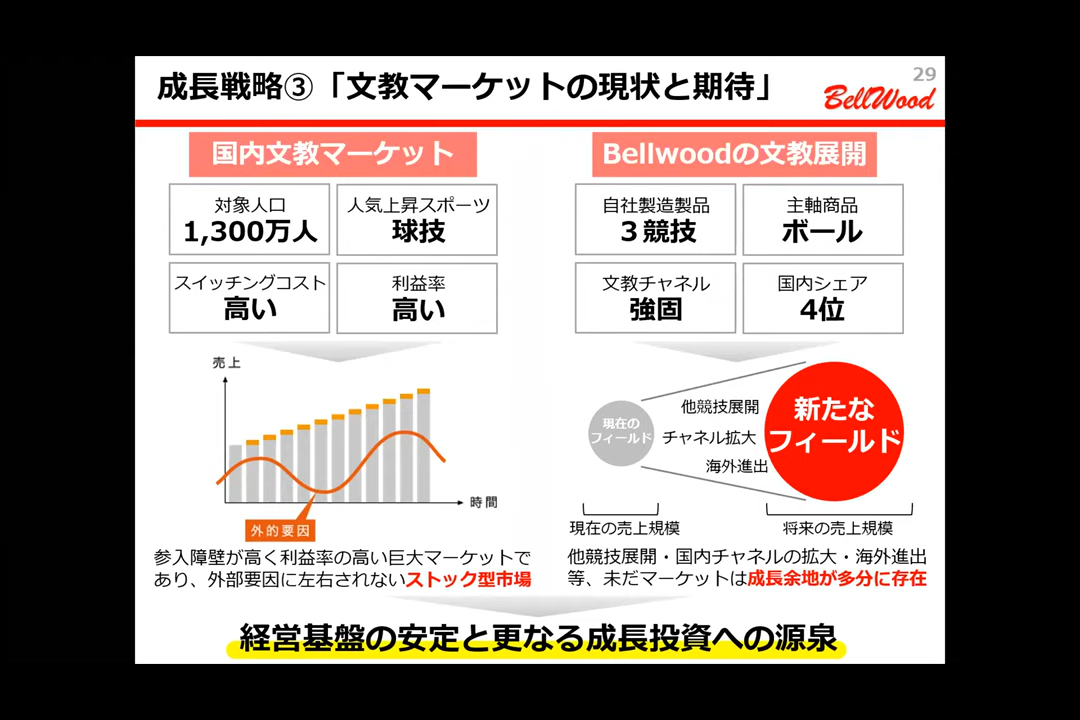 成長戦略③「文教マーケットの現状と期待」
29
BellWood
国内文教マーケット
対象人口
1,300万人
人気上昇スポーツ
球技
スイッチングコスト
高い
利益率
高い
売上
時間
外的要因
参入障壁が高く利益率の高い巨大マーケットで
あり、外部要因に左右されないストック型市場
Bellwoodの文教展開
自社製造製品
3競技
主軸商品
ボール
文教チャネル
強固
国内シェア
4位
現在の
フィールド
他競技展開
チャネル拡大
海外進出
新たな
フィールド
現在の売上規模
将来の売上規模
他競技展開・国内チャネルの拡大・海外進出
等、未だマーケットは成長余地が多分に存在
経営基盤の安定と更なる成長投資への源泉